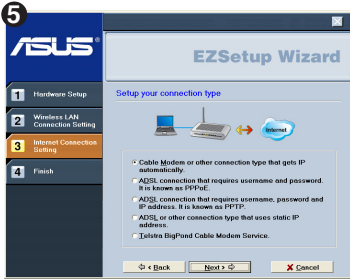 5
ASUS
EZSetup Wizard
1 Hardware Setup
2 Wireless LAN
Connection Setting
3 Internet Connection
Setting
4 Finish
Setup your connection type
Internet
Cable Modem or other connection type that gets IP
automatically.
ADSL connection that requires username and password.
It is known as PPPoE.
ADSL connection that requires username, password and
IP address. It is known as PPTP.
ADSL or other connection type that uses static IP
address.
Telstra BigPond Cable Modem Service.
< Back
Next >
X Cancel